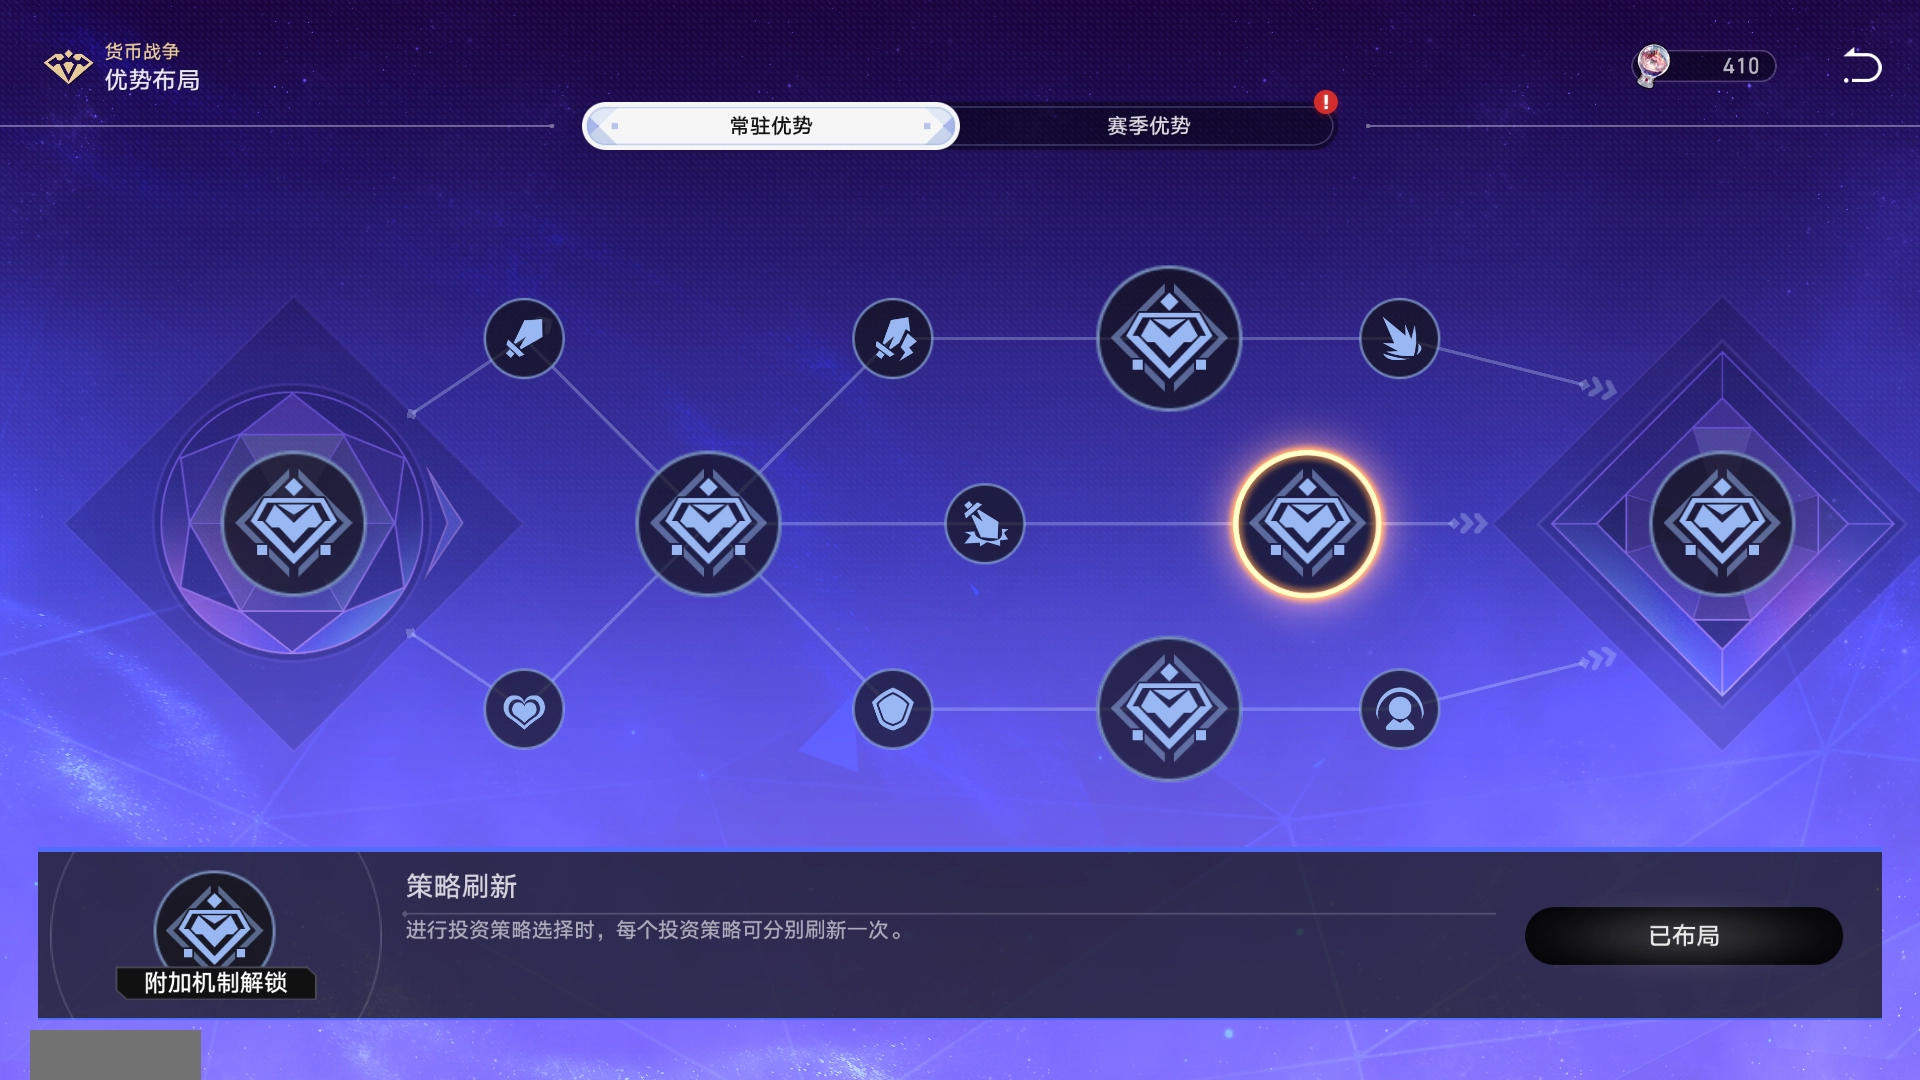 货币战争
优势布局
410
常驻优势
赛季优势
策略刷新
进行投资策略选择时，每个投资策略可分别刷新一次。
附加机制解锁
已布局